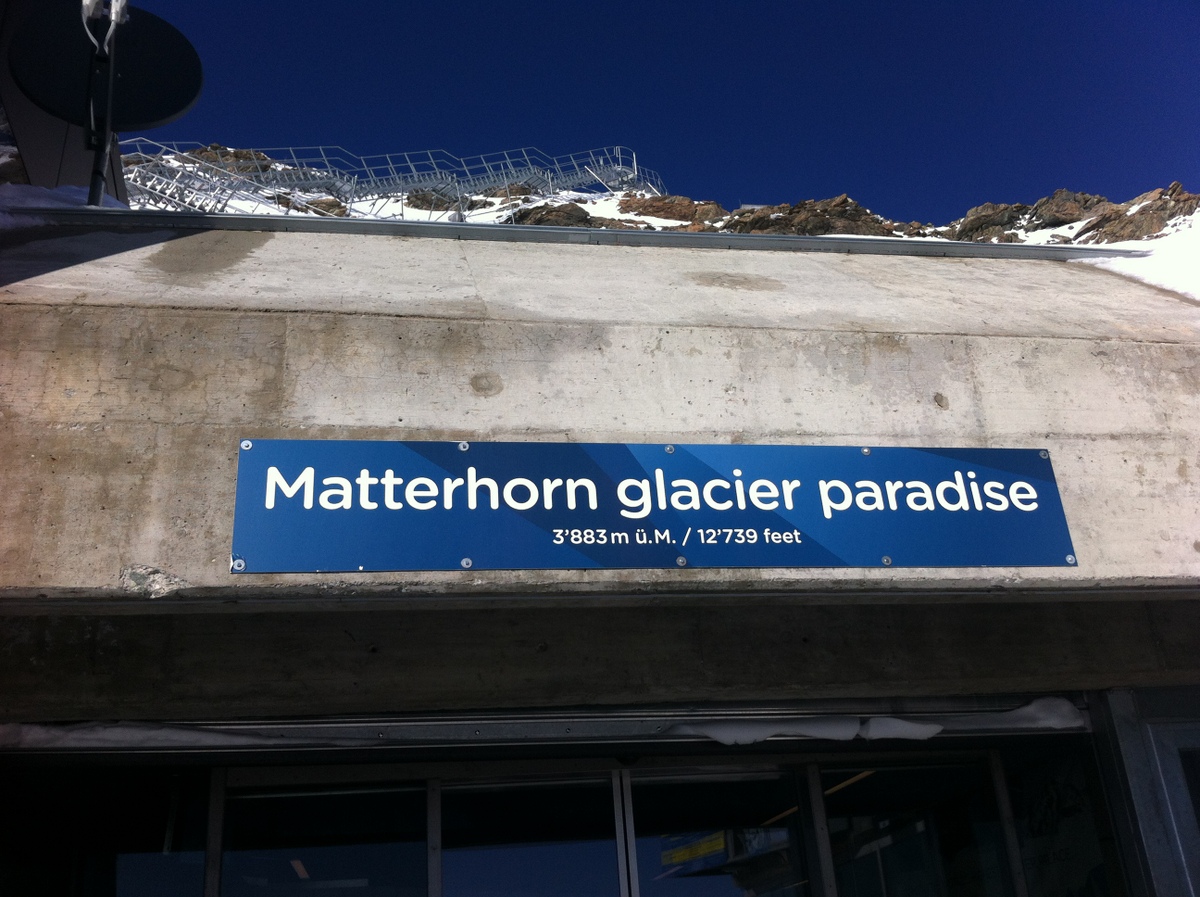 Matterhorn glacier paradise
3’883 m ü.M. / 12’739 feet